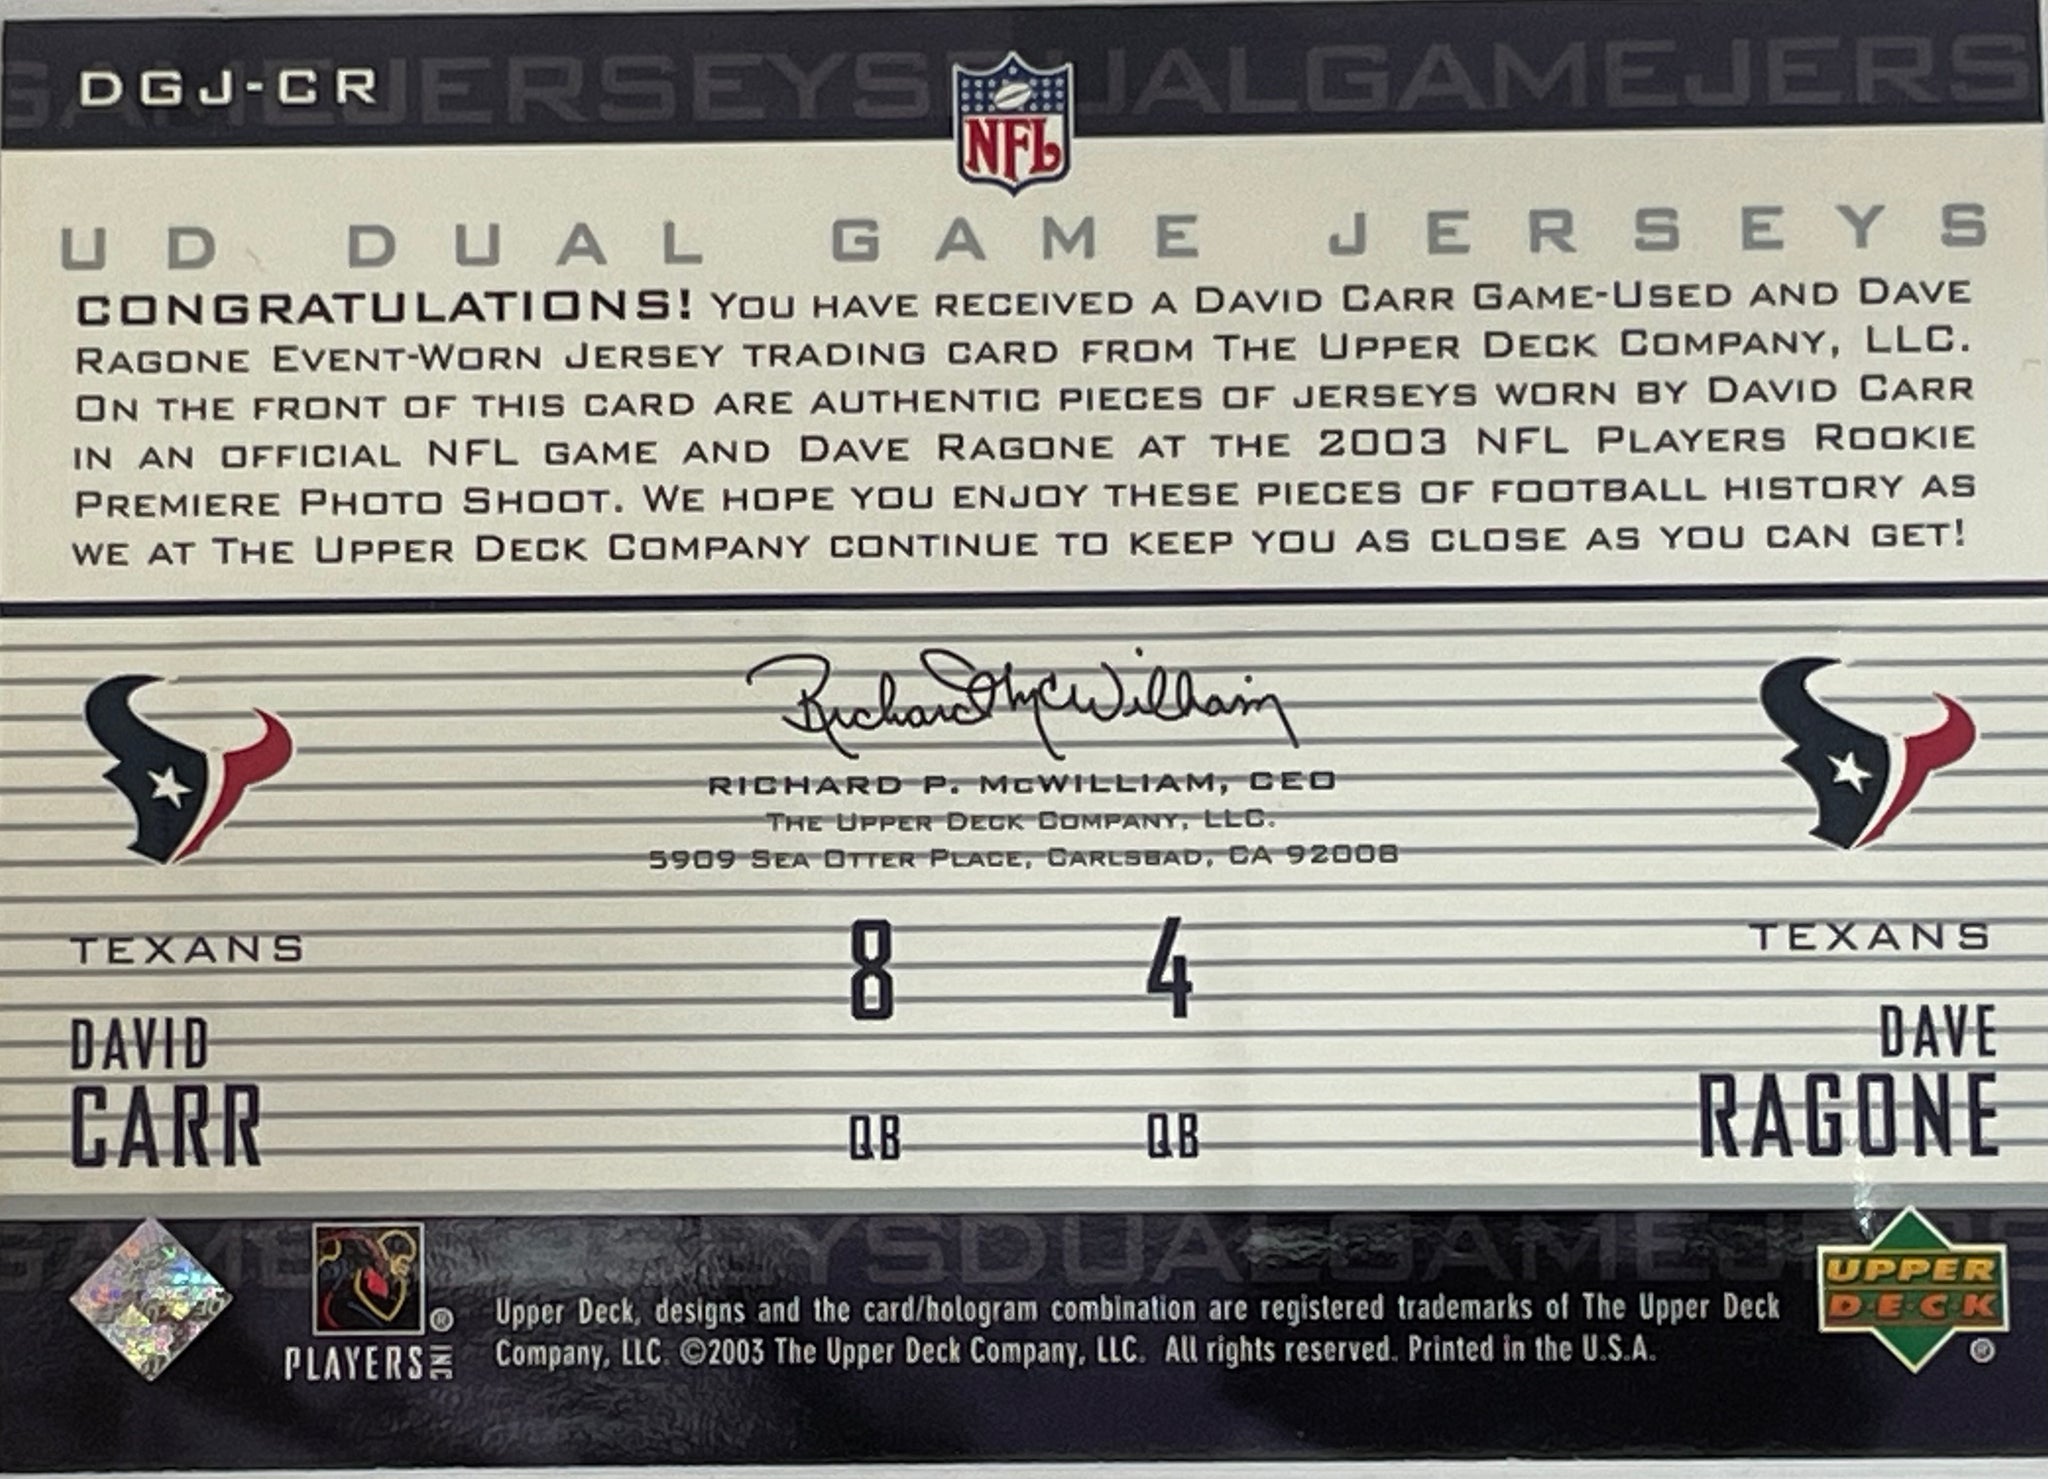 DGJ-CR
GAMEJERSEYSDUALGAMEJERS
NFL
UD DUAL GAME JERSEYS
CONGRATULATIONS! YOU HAVE RECEIVED A DAVID CARR GAME-USED AND DAVE
RAGONE EVENT-WORN JERSEY TRADING CARD FROM THE UPPER DECK COMPANY, LLC.
ON THE FRONT OF THIS CARD ARE AUTHENTIC PIECES OF JERSEYS WORN BY DAVID CARR
IN AN OFFICIAL NFL GAME AND DAVE RAGONE AT THE 2003 NFL PLAYERS ROOKIE
PREMIERE PHOTO SHOOT. WE HOPE YOU ENJOY THESE PIECES OF FOOTBALL HISTORY AS
WE AT THE UPPER DECK COMPANY CONTINUE TO KEEP YOU AS CLOSE AS YOU CAN GET!
Richard McWilliam
RICHARD P. McWILLIAM, CEO
THE UPPER DECK COMPANY, LLC.
5909 SEA OTTER PLACE, CARLSBAD, CA 92008
TEXANS
DAVID
CARR
8
QB
4
QB
TEXANS
DAVE
RAGONE
PLAYERS INC
Upper Deck, designs and the card/hologram combination are registered trademarks of The Upper Deck
Company, LLC. ©2003 The Upper Deck Company, LLC. All rights reserved. Printed in the U.S.A.
UPPER
D·E·C·K
®